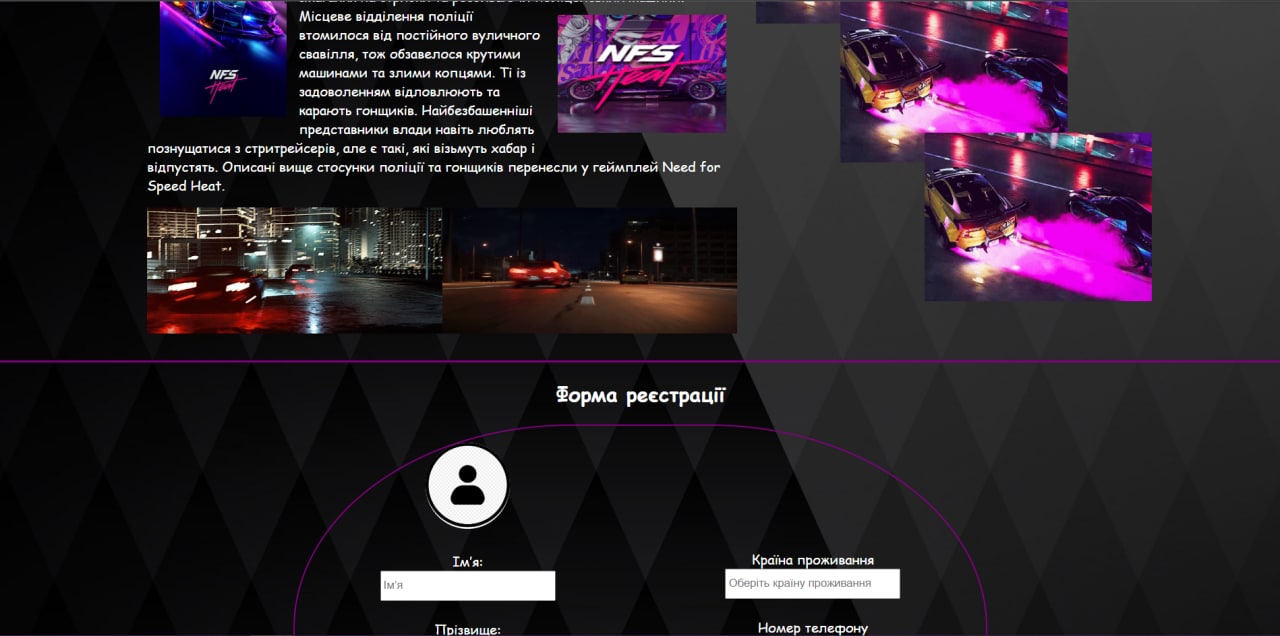 Місцеве відділення поліції
втомилося від постійного вуличного
свавілля, тож обзавелося крутими
машинами та злими копцями. Ті із
задоволенням відловлюють та
карають гонщиків. Найбезбашенніші
представники влади навіть люблять
познущатися з стритрейсерів, але є такі, які візьмуть хабар і
відпустять. Описані вище стосунки поліції та гонщиків перенесли у геймплей Need for
Speed Heat.
NFS
Heat
NFS
Heat
Форма реєстрації
Ім'я:
Ім'я
Країна проживання
Оберіть країну проживання
Прізвище:
Номер телефону